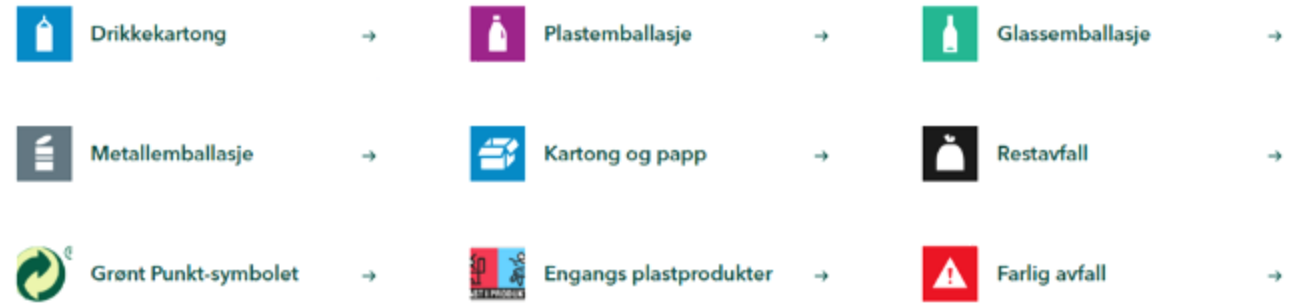 Drikkekartong
Plastemballasje
Glassemballasje
Metallemballasje
Kartong og papp
Restavfall
Grønt Punkt-symbolet
Engangs plastprodukter
Farlig avfall